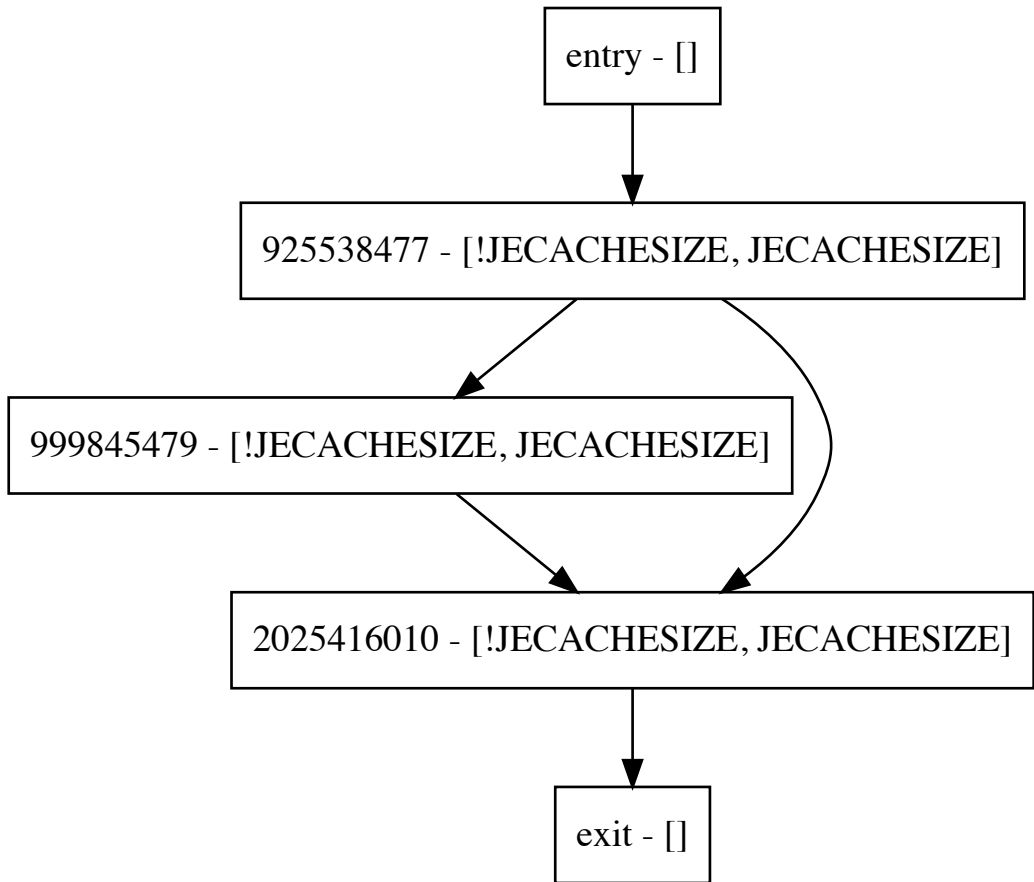 entry - []
925538477 - [!JECACHESIZE, JECACHESIZE]
999845479 - [!JECACHESIZE, JECACHESIZE]
2025416010 - [!JECACHESIZE, JECACHESIZE]
exit - []